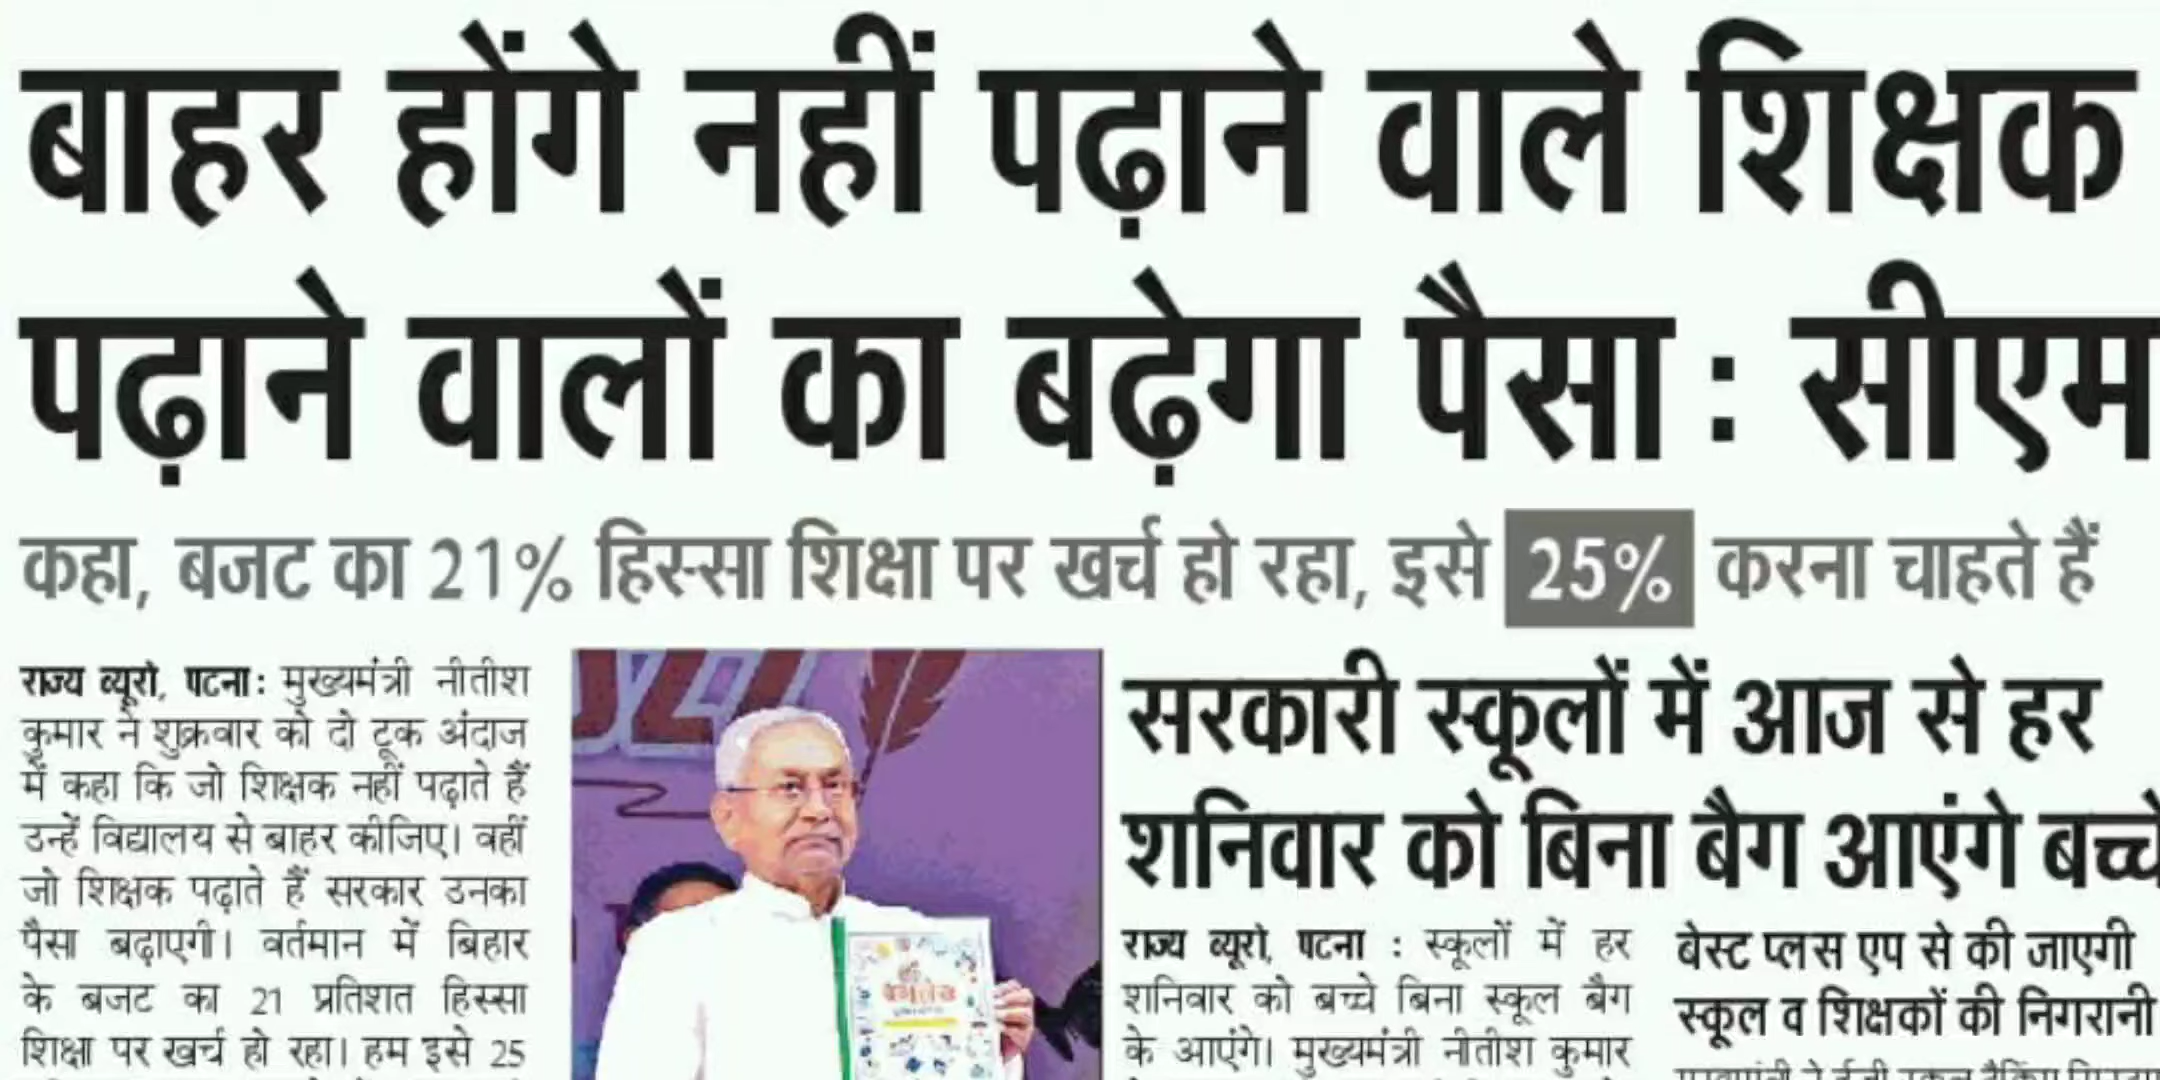 बाहर होंगे नहीं पढ़ाने वाले शिक्षक
पढ़ाने वालों का बढ़ेगा पैसा : सीएम
कहा, बजट का 21% हिस्सा शिक्षा पर खर्च हो रहा, इसे 25% करना चाहते हैं
राज्य ब्यूरो, पटना : मुख्यमंत्री नीतीश
कुमार ने शुक्रवार को दो टूक अंदाज
में कहा कि जो शिक्षक नहीं पढ़ाते हैं
उन्हें विद्यालय से बाहर कीजिए। वहीं
जो शिक्षक पढ़ाते हैं सरकार उनका
पैसा बढ़ाएगी। वर्तमान में बिहार
के बजट का 21 प्रतिशत हिस्सा
शिक्षा पर खर्च हो रहा। हम इसे 25
सरकारी स्कूलों में आज से हर
शनिवार को बिना बैग आएंगे बच्चे
राज्य ब्यूरो, पटना : स्कूलों में हर
शनिवार को बच्चे बिना स्कूल बैग
के आएंगे। मुख्यमंत्री नीतीश कुमार
बेस्ट प्लस एप से की जाएगी
स्कूल व शिक्षकों की निगरानी